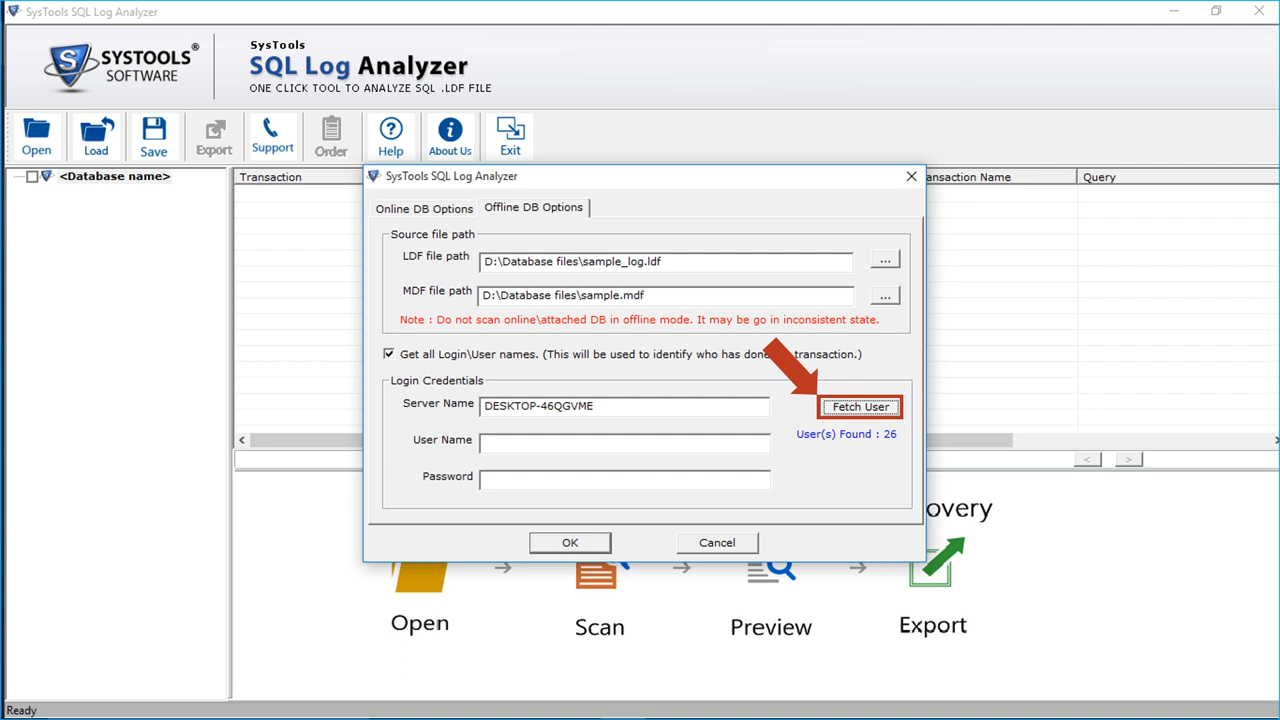 SysTools SQL Log Analyzer
SYSTOOLS®
SOFTWARE
SysTools
SQL Log Analyzer
ONE CLICK TOOL TO ANALYZE SQL .LDF FILE
Open Load Save Export Support Order Help About Us Exit
<Database name>
Transaction
ansaction Name
Query
SysTools SQL Log Analyzer
Online DB Options Offline DB Options
Source file path
LDF file path D:\Database files\sample_log.ldf ...
MDF file path D:\Database files\sample.mdf ...
Note : Do not scan online\attached DB in offline mode. It may be go in inconsistent state.
Get all Login\User names. (This will be used to identify who has done transaction.)
Login Credentials
Server Name DESKTOP-46QGVME Fetch User
User(s) Found : 26
User Name
Password
OK Cancel
< >
overy
Open Scan Preview Export
Ready